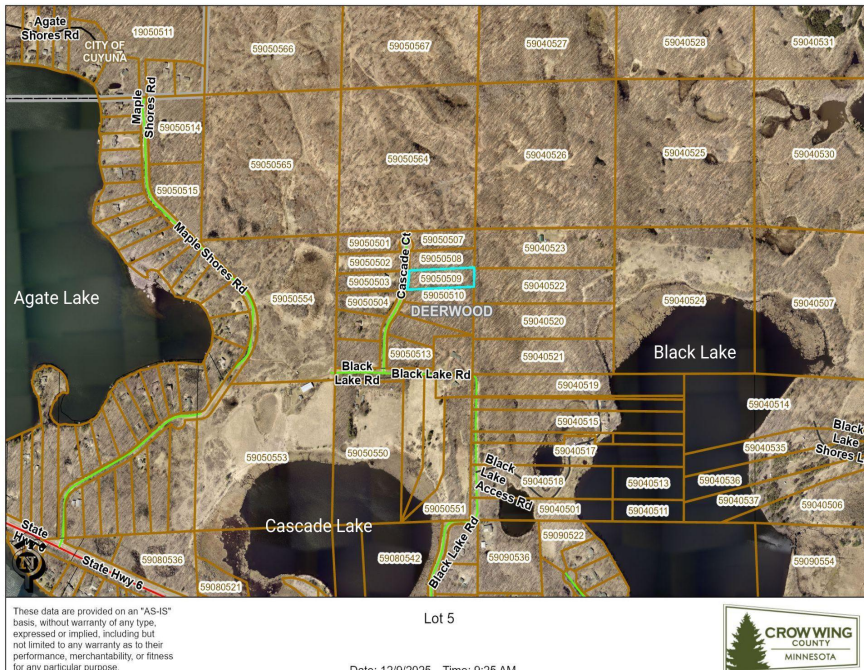 Agate
Shores Rd
19050511
CITY OF
CUYUNA
59050566
59050567
59040527
59040528
59040531
Maple
Shores Rd
59050514
59050515
59050565
59050564
59040526
59040525
59040530
Maple Shores Rd
Agate Lake
59050554
59050501
59050502
59050503
59050504
Cascade Ct
59050507
59050508
59050509
59050510
DEERWOOD
59040523
59040522
59040520
59040521
59040524
59040507
Black Lake
59050513
Black
Lake Rd
Black Lake Rd
59040519
59040515
59040517
59040514
59040535
Black
Lake
Shores L
59050553
59050550
Black
Lake
Access Rd
59040518
59040513
59040536
59040537
59040506
59050551
59040501
59040511
Cascade Lake
Black Lake Rd
State
Hwy 6
State Hwy 6
59080536
59080521
59080542
59090536
59090522
59090554
N
These data are provided on an "AS-IS"
basis, without warranty of any type,
expressed or implied, including but
not limited to any warranty as to their
performance, merchantability, or fitness
for any particular purpose.
Lot 5
Date: 12/9/2025 Time: 9:25 AM
CROW WING
COUNTY
MINNESOTA